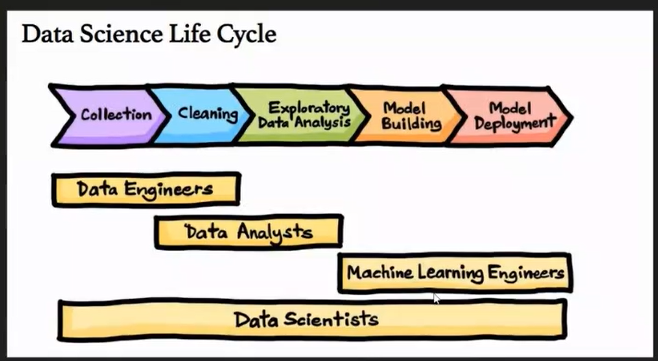 Data Science Life Cycle
Collection
Cleaning
Exploratory
Data Analysis
Model
Building
Model
Deployment
Data Engineers
Data Analysts
Machine Learning Engineers
Data Scientists